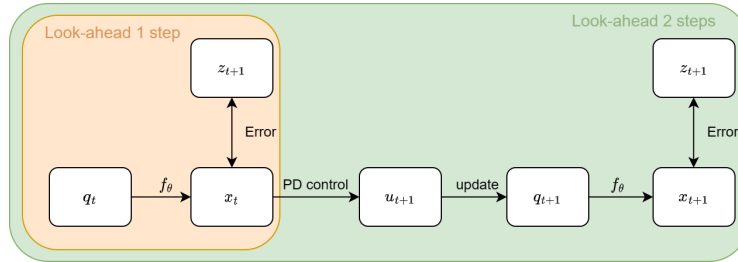 Look-ahead 1 step
Look-ahead 2 steps
z_{t+1}
z_{t+1}
Error
Error
q_t
f_θ
x_t
PD control
u_{t+1}
update
q_{t+1}
f_θ
x_{t+1}